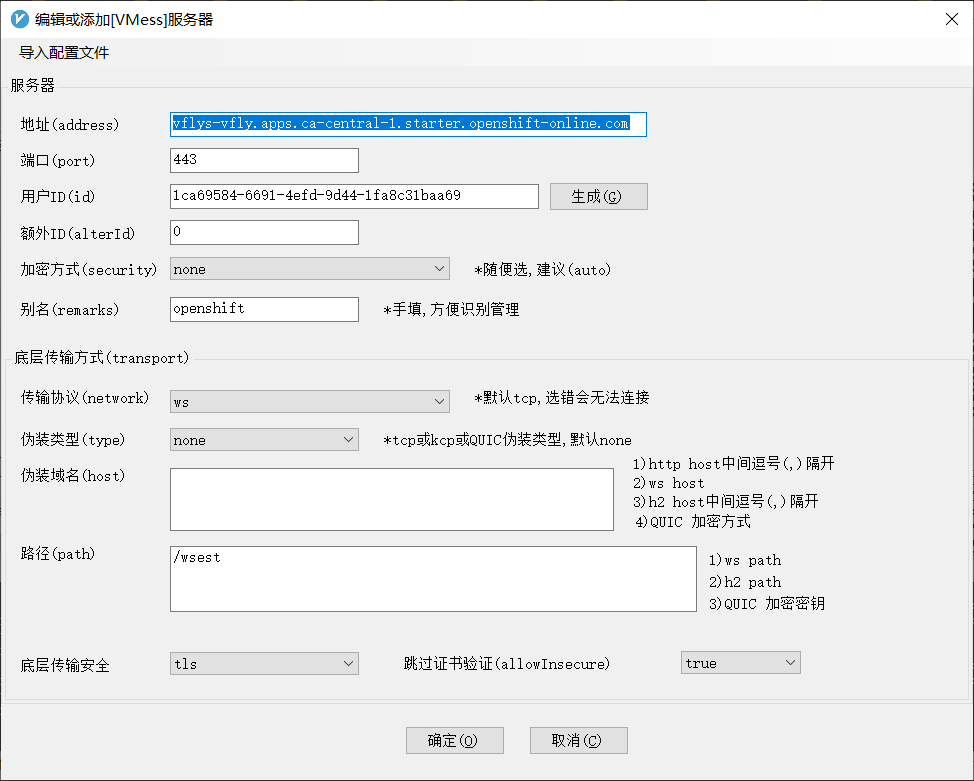 编辑或添加[VMess]服务器
导入配置文件
服务器
地址(address) vflys-vfly.apps.ca-central-1.starter.openshift-online.com
端口(port) 443
用户ID(id) 1ca69584-6691-4efd-9d44-1fa8c31baa69 生成(G)
额外ID(alterId) 0
加密方式(security) none *随便选,建议(auto)
别名(remarks) openshift *手填,方便识别管理
底层传输方式(transport)
传输协议(network) ws *默认tcp,选错会无法连接
伪装类型(type) none *tcp或kcp或QUIC伪装类型,默认none
伪装域名(host)
1)http host中间逗号(,)隔开
2)ws host
3)h2 host中间逗号(,)隔开
4)QUIC 加密方式
路径(path) /wsest
1)ws path
2)h2 path
3)QUIC 加密密钥
底层传输安全 tls 跳过证书验证(allowInsecure) true
确定(O) 取消(C)